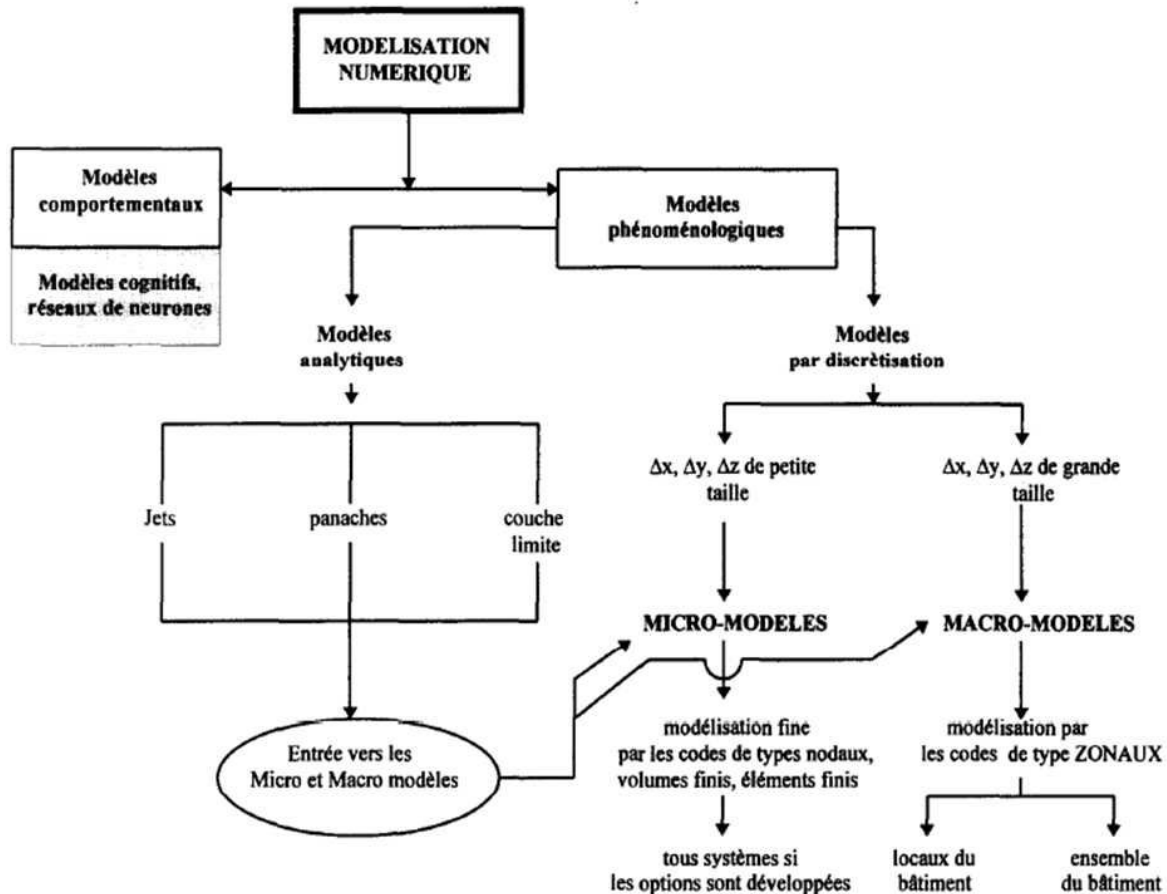 MODELISATION
NUMERIQUE
Modèles
comportementaux
Modèles
phénoménologiques
Modèles cognitifs,
réseaux de neurones
Modèles
analytiques
Modèles
par discrètisation
Δx, Δy, Δz de petite
taille
Δx, Δy, Δz de grande
taille
Jets
panaches
couche
limite
MICRO-MODELES
MACRO-MODELES
Entrée vers les
Micro et Macro modèles
modélisation fine
par les codes de types nodaux,
volumes finis, éléments finis
modélisation par
les codes de type ZONAUX
tous systèmes si
les options sont développées
locaux du
bâtiment
ensemble
du bâtiment